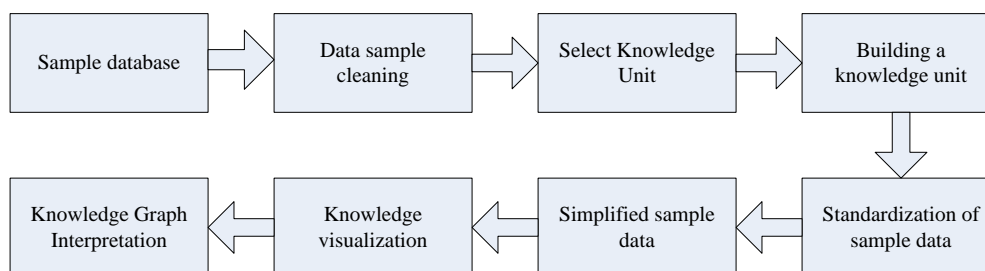 Sample database
Data sample
cleaning
Select Knowledge
Unit
Building a
knowledge unit
Standardization of
sample data
Simplified sample
data
Knowledge
visualization
Knowledge Graph
Interpretation